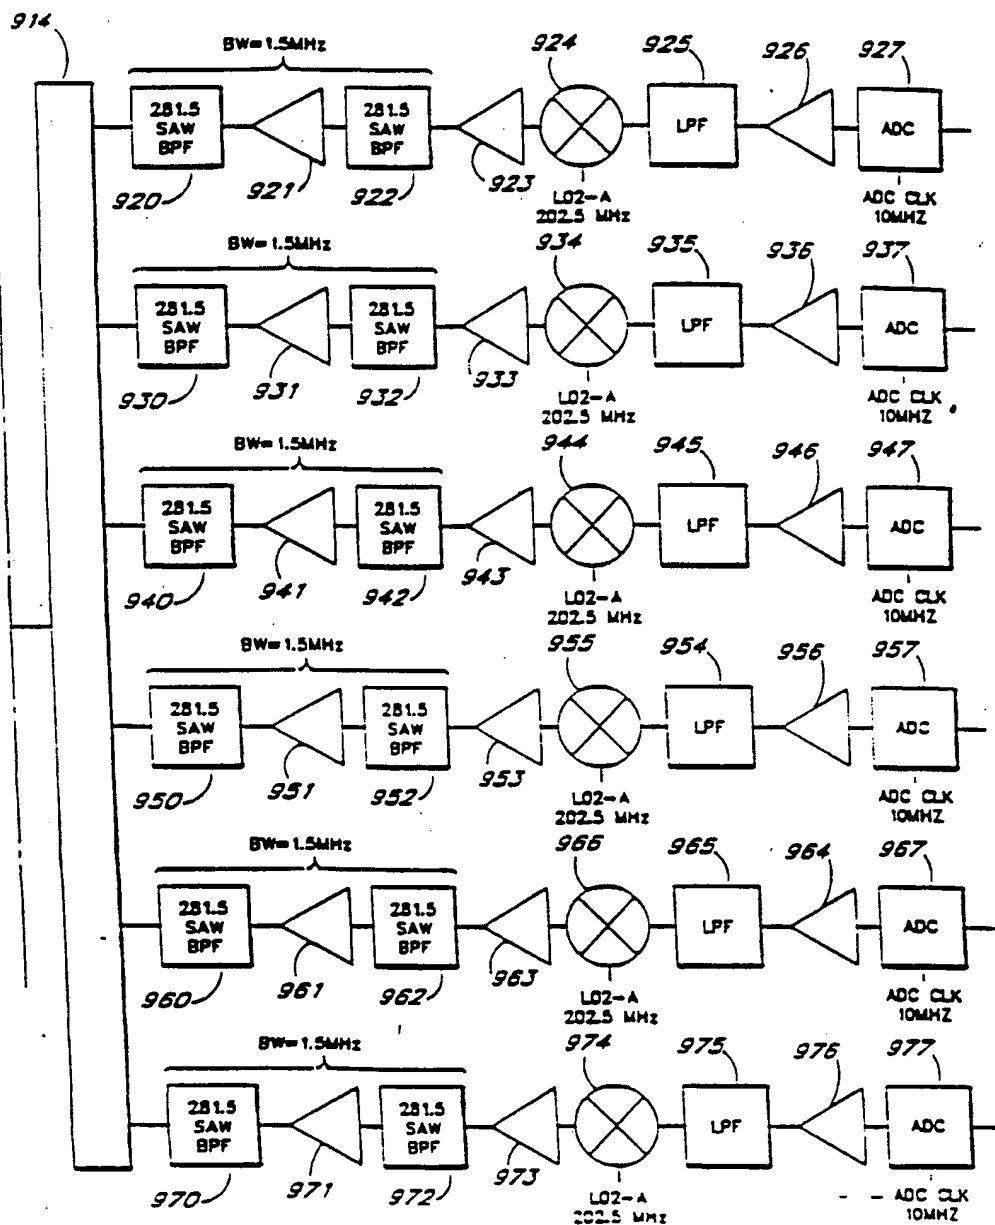 914
BW=1.5MHz
924
925
926
927
281.5
SAW
BPF
281.5
SAW
BPF
LPF
ADC
920
921
922
923
LO2-A
202.5 MHz
ADC CLK
10MHZ
BW=1.5MHz
934
935
936
937
281.5
SAW
BPF
281.5
SAW
BPF
LPF
ADC
930
931
932
933
LO2-A
202.5 MHz
ADC CLK
10MHZ
BW=1.5MHz
944
945
946
947
281.5
SAW
BPF
281.5
SAW
BPF
LPF
ADC
940
941
942
943
LO2-A
202.5 MHz
ADC CLK
10MHZ
BW=1.5MHz
955
954
956
957
281.5
SAW
BPF
281.5
SAW
BPF
LPF
ADC
950
951
952
953
LO2-A
202.5 MHz
ADC CLK
10MHZ
BW=1.5MHz
966
965
964
967
281.5
SAW
BPF
281.5
SAW
BPF
LPF
ADC
960
961
962
963
LO2-A
202.5 MHz
ADC CLK
10MHZ
BW=1.5MHz
974
975
976
977
281.5
SAW
BPF
281.5
SAW
BPF
LPF
ADC
970
971
972
973
LO2-A
202.5 MHz
ADC CLK
10MHZ